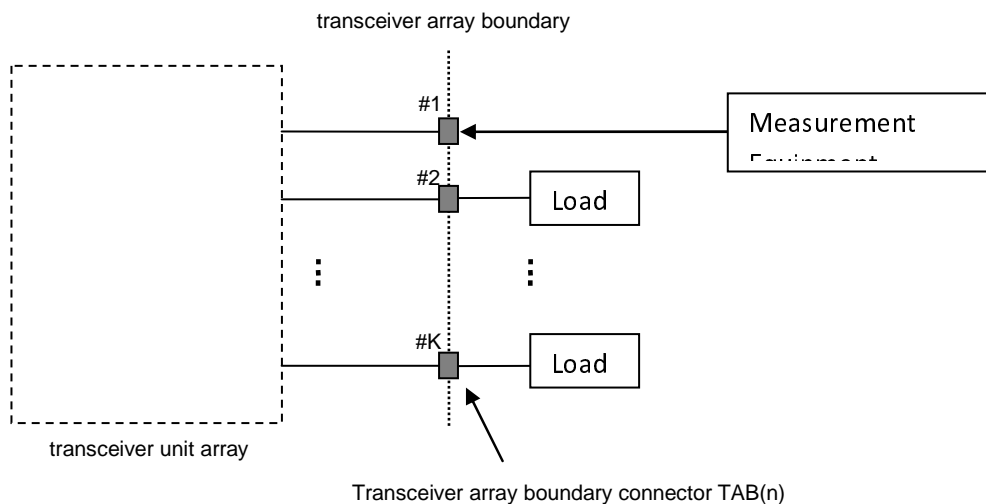 transceiver array boundary
#1
Measurement
#2
Load
#K
Load
transceiver unit array
Transceiver array boundary connector TAB(n)